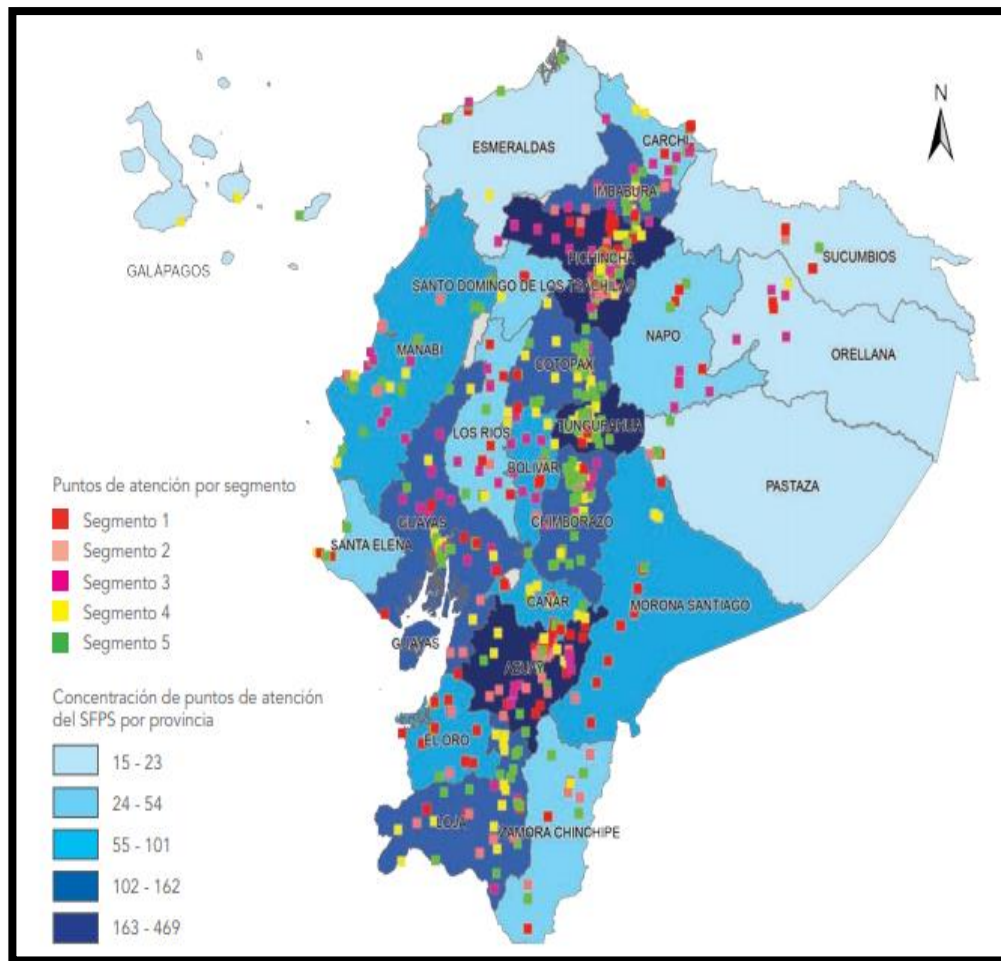 N
ESMERALDAS
CARCHI
IMBABURA
GALÁPAGOS
SUCUMBIOS
PICHINCHA
SANTO DOMINGO DE LOS TSACHILAS
NAPO
ORELLANA
MANABI
COTOPAXI
TUNGURAHUA
LOS RIOS
BOLIVAR
PASTAZA
Puntos de atención por segmento
Segmento 1
Segmento 2
Segmento 3
Segmento 4
Segmento 5
GUAYAS
CHIMBORAZO
SANTA ELENA
CAÑAR
MORONA SANTIAGO
GUAYAS
AZUAY
EL ORO
LOJA
ZAMORA CHINCHIPE
Concentración de puntos de atención
del SFPS por provincia
15 - 23
24 - 54
55 - 101
102 - 162
163 - 469